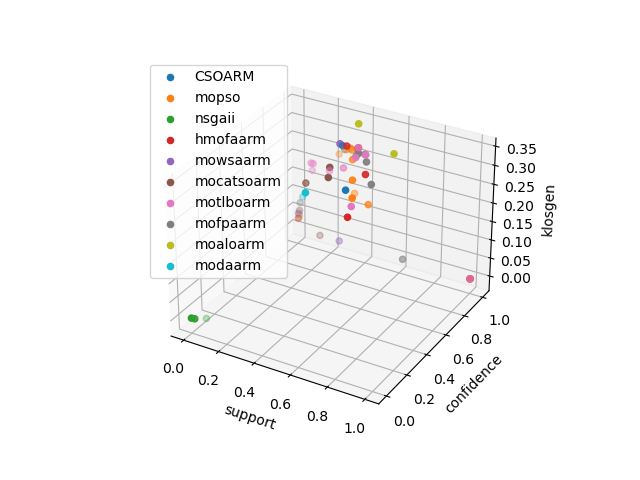 CSOARM
mopso
nsgaii
hmofaarm
mowsaarm
mocatsoarm
motlboarm
mofpaarm
moaloarm
modaarm
0.35
0.30
0.25
0.20
0.15
0.10
0.05
0.00
klosgen
1.0
0.8
0.6
0.4
0.2
0.0
confidence
0.0
0.2
0.4
0.6
0.8
1.0
support